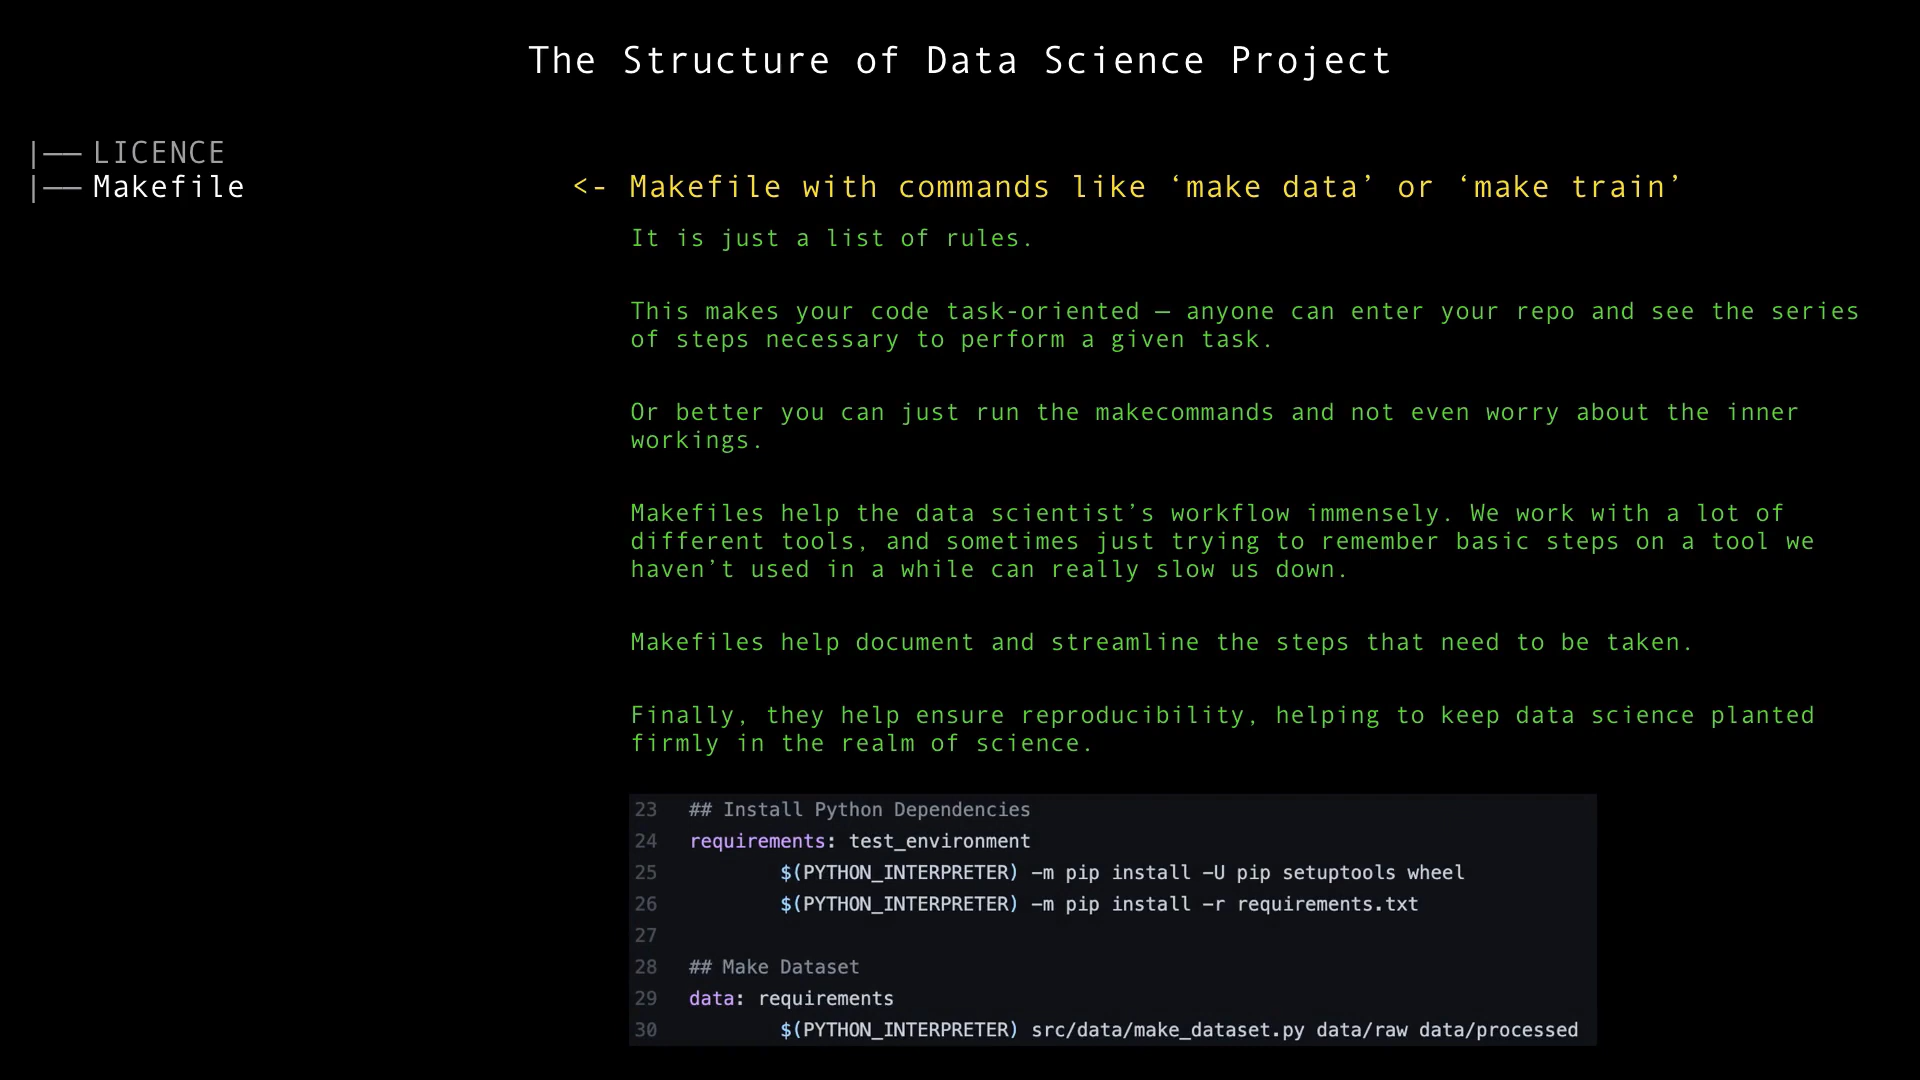 The Structure of Data Science Project
|—— LICENCE
|—— Makefile <- Makefile with commands like ‘make data’ or ‘make train’
It is just a list of rules.
This makes your code task-oriented — anyone can enter your repo and see the series
of steps necessary to perform a given task.
Or better you can just run the makecommands and not even worry about the inner
workings.
Makefiles help the data scientist’s workflow immensely. We work with a lot of
different tools, and sometimes just trying to remember basic steps on a tool we
haven’t used in a while can really slow us down.
Makefiles help document and streamline the steps that need to be taken.
Finally, they help ensure reproducibility, helping to keep data science planted
firmly in the realm of science.
23 ## Install Python Dependencies
24 requirements: test_environment
25 $(PYTHON_INTERPRETER) -m pip install -U pip setuptools wheel
26 $(PYTHON_INTERPRETER) -m pip install -r requirements.txt
27
28 ## Make Dataset
29 data: requirements
30 $(PYTHON_INTERPRETER) src/data/make_dataset.py data/raw data/processed